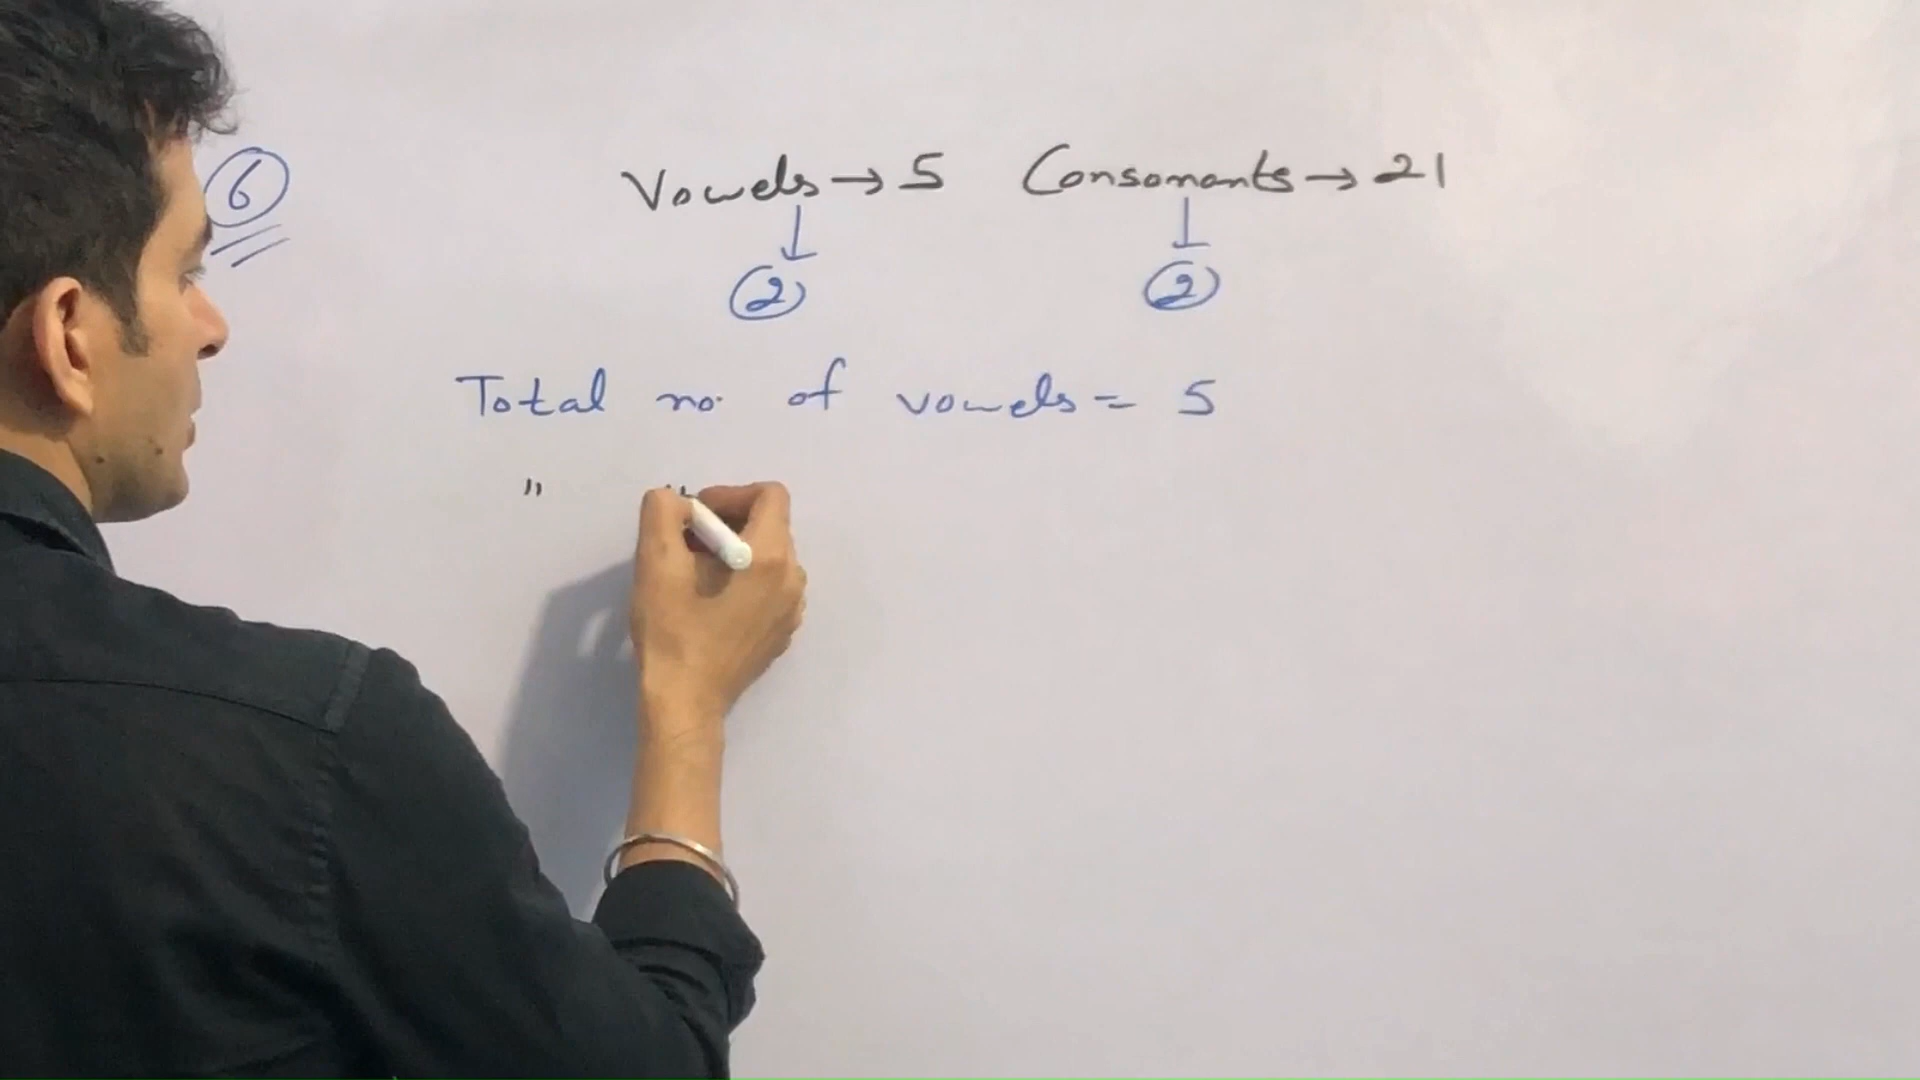 6
Vowels → 5 Consonants → 21
↓ ↓
2 2
Total no. of vowels = 5
" "